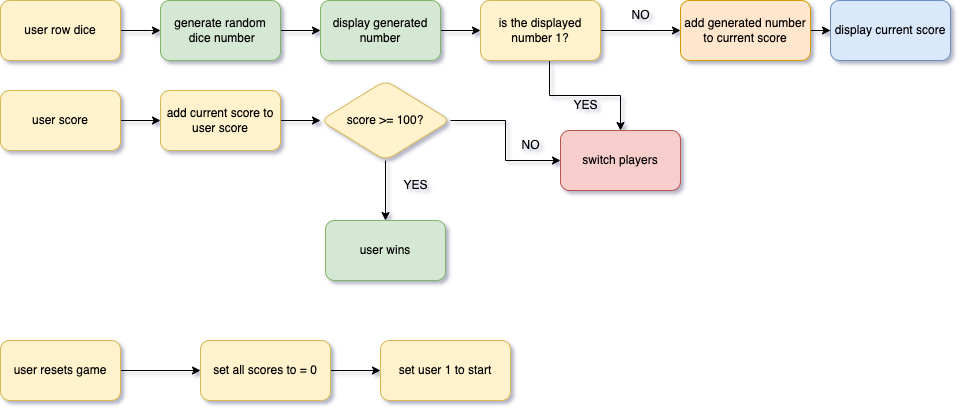 user row dice
generate random
dice number
display generated
number
is the displayed
number 1?
NO
add generated number
to current score
display current score
YES
user score
add current score to
user score
score >= 100?
NO
switch players
YES
user wins
user resets game
set all scores to = 0
set user 1 to start